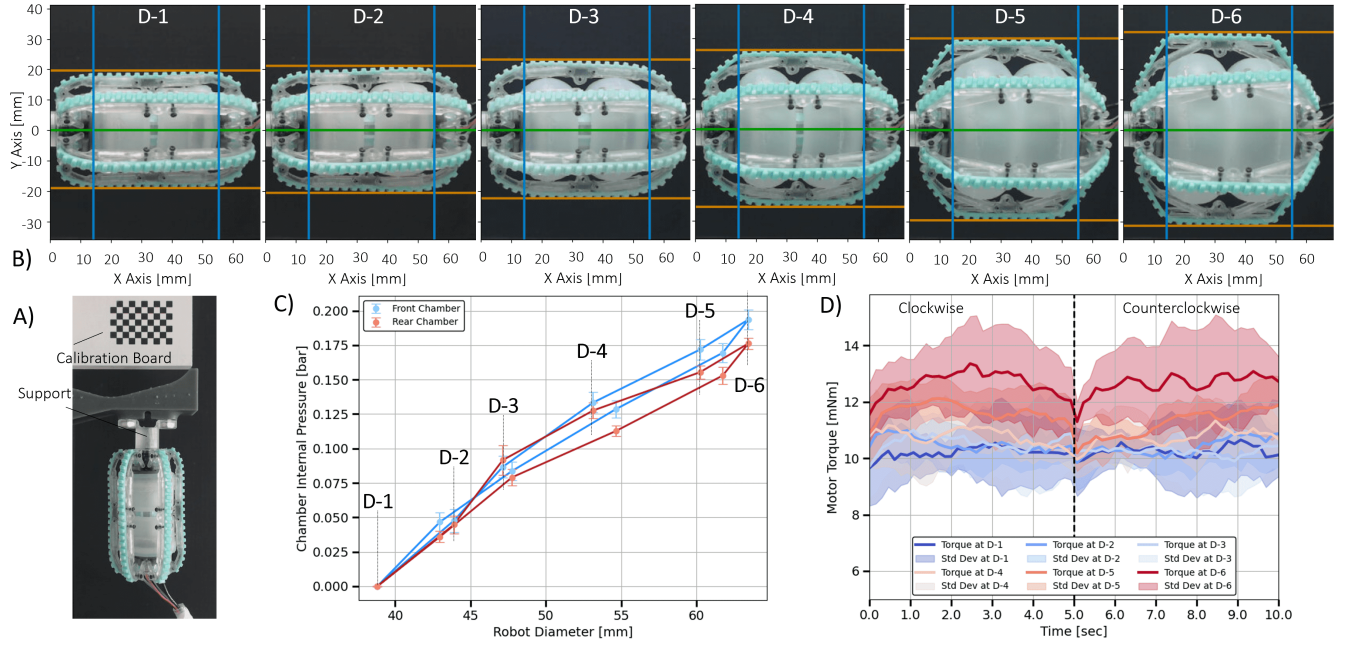 D-1 D-2 D-3 D-4 D-5 D-6
40
30
20
10
0
-10
-20
-30
Y Axis [mm]
0 10 20 30 40 50 60 0 10 20 30 40 50 60 0 10 20 30 40 50 60 0 10 20 30 40 50 60 0 10 20 30 40 50 60 0 10 20 30 40 50 60
B)
X Axis [mm] X Axis [mm] X Axis [mm] X Axis [mm] X Axis [mm] X Axis [mm]
A)
Calibration Board
Support
C)
Front Chamber
Rear Chamber
0.200
0.175
0.150
0.125
0.100
0.075
0.050
0.025
0.000
Chamber Internal Pressure [bar]
D-1
D-2
D-3
D-4
D-5
D-6
40 45 50 55 60
Robot Diameter [mm]
D)
Clockwise Counterclockwise
14
12
10
8
6
Motor Torque [mNm]
Torque at D-1 Torque at D-2 Torque at D-3
Std Dev at D-1 Std Dev at D-2 Std Dev at D-3
Torque at D-4 Torque at D-5 Torque at D-6
Std Dev at D-4 Std Dev at D-5 Std Dev at D-6
0.0 1.0 2.0 3.0 4.0 5.0 6.0 7.0 8.0 9.0 10.0
Time [sec]